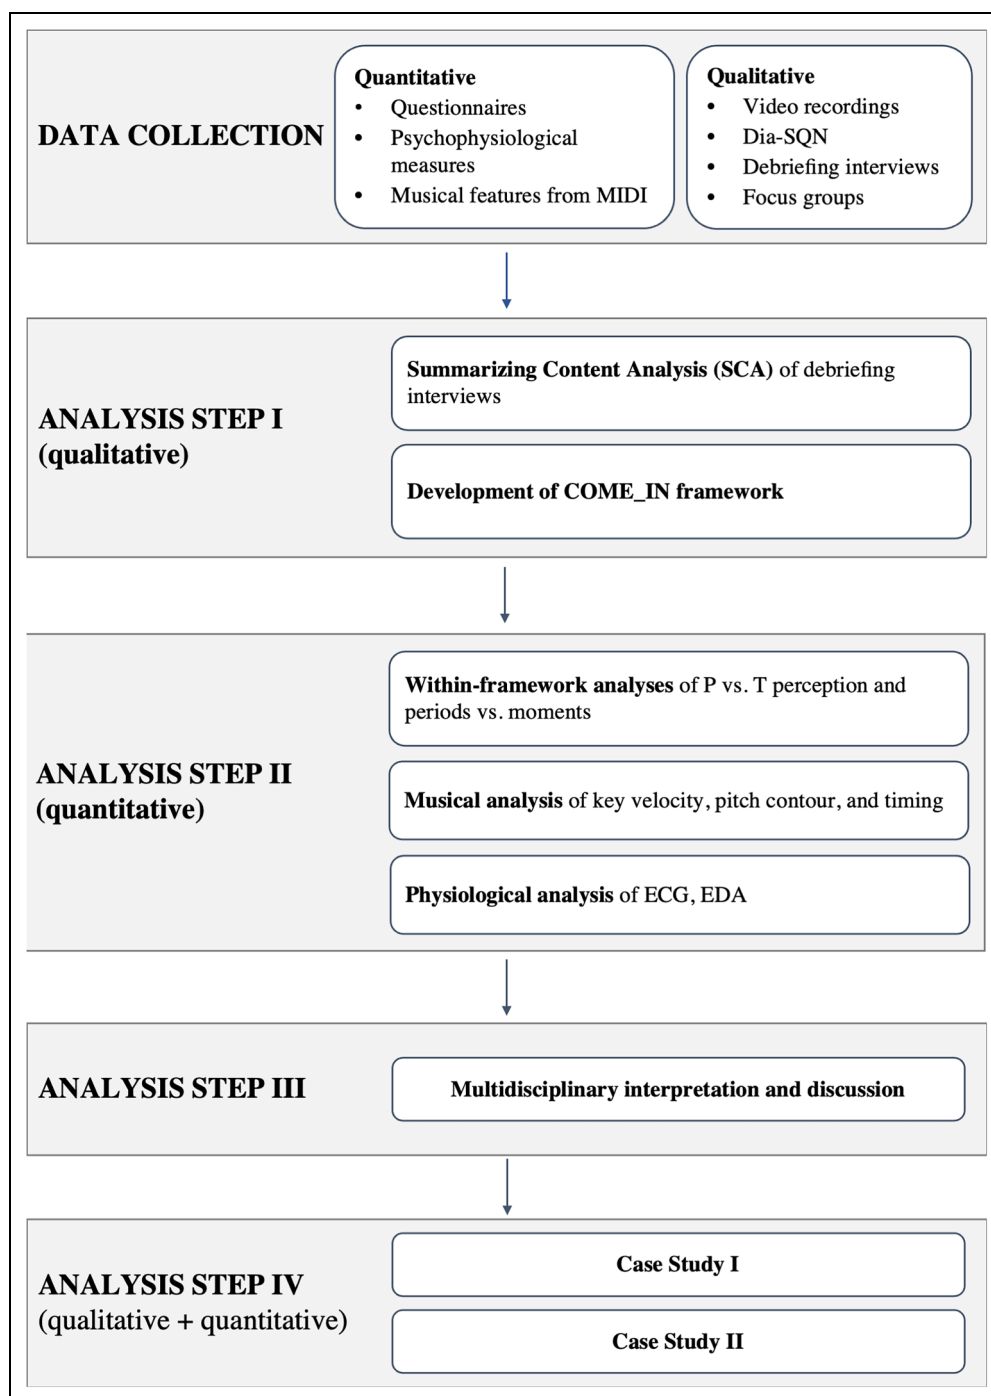 DATA COLLECTION
Quantitative
• Questionnaires
• Psychophysiological
measures
• Musical features from MIDI
Qualitative
• Video recordings
• Dia-SQN
• Debriefing interviews
• Focus groups
ANALYSIS STEP I
(qualitative)
Summarizing Content Analysis (SCA) of debriefing
interviews
Development of COME_IN framework
ANALYSIS STEP II
(quantitative)
Within-framework analyses of P vs. T perception and
periods vs. moments
Musical analysis of key velocity, pitch contour, and timing
Physiological analysis of ECG, EDA
ANALYSIS STEP III
Multidisciplinary interpretation and discussion
ANALYSIS STEP IV
(qualitative + quantitative)
Case Study I
Case Study II